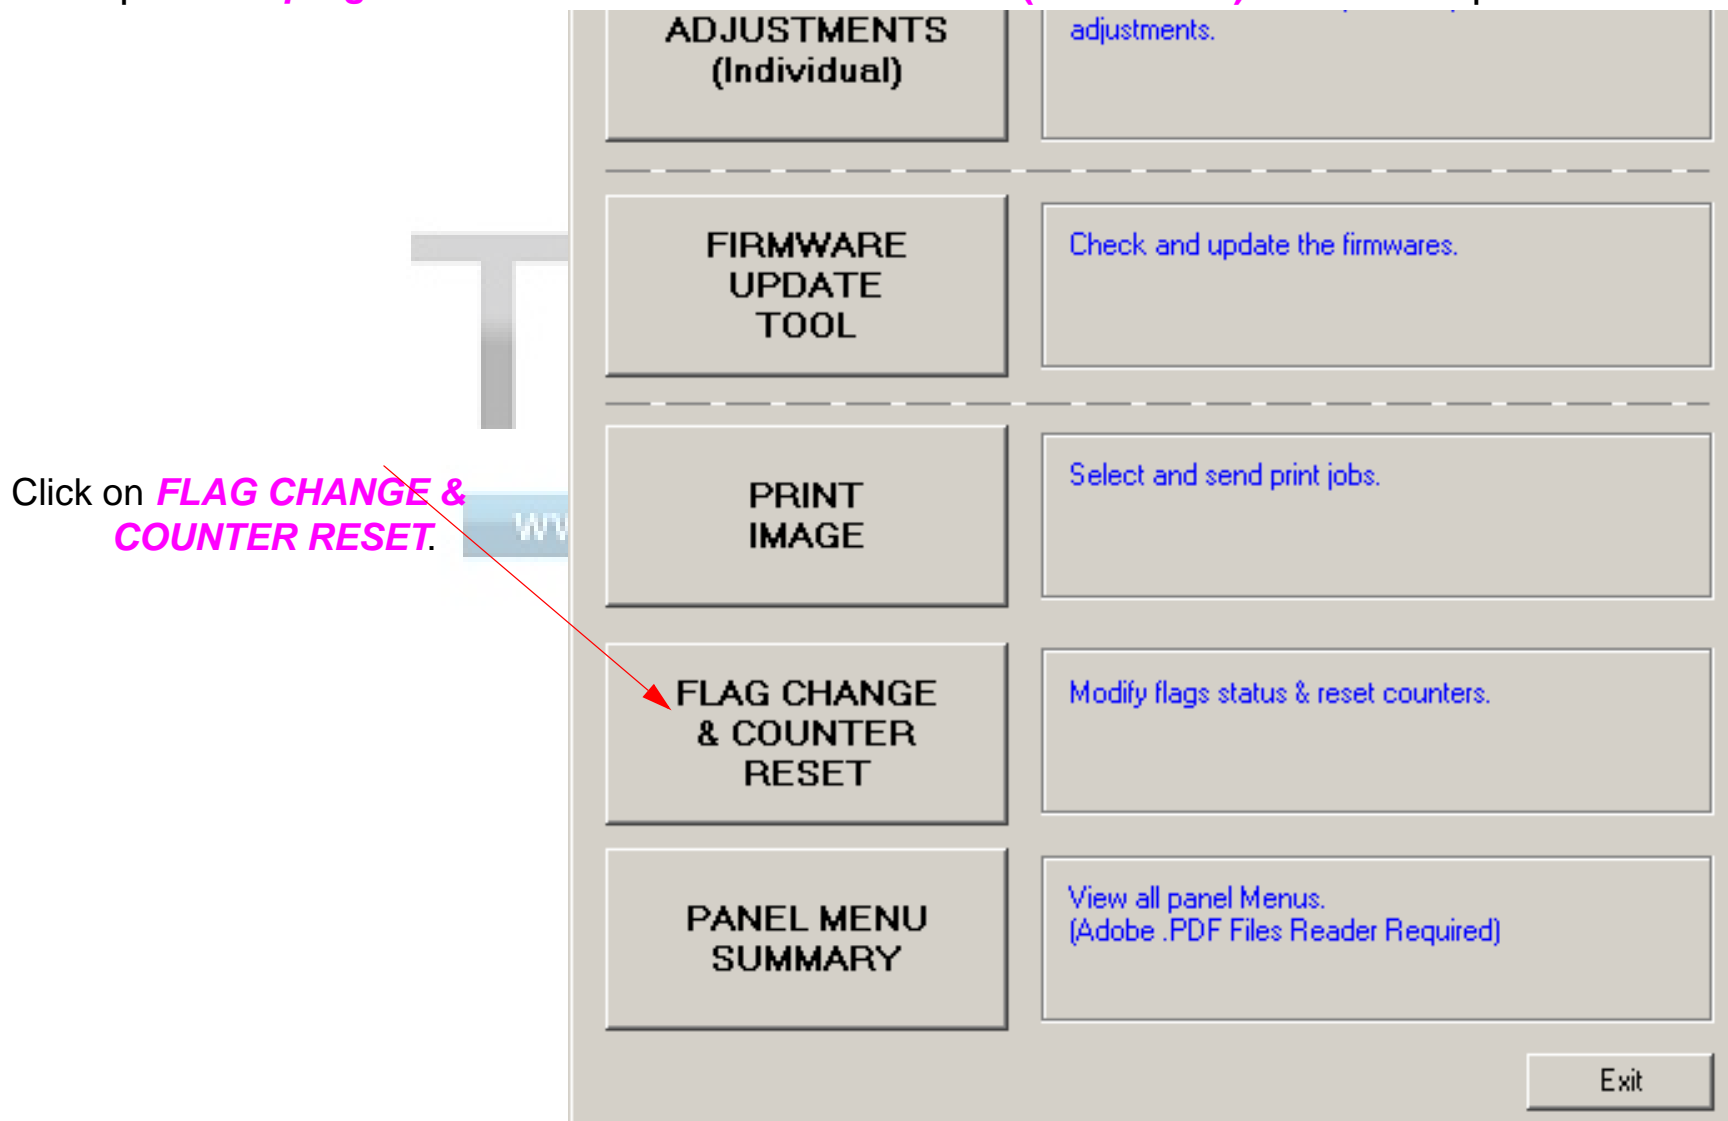 ADJUSTMENTS
(Individual)
adjustments.
FIRMWARE
UPDATE
TOOL
Check and update the firmwares.
Click on FLAG CHANGE &
COUNTER RESET.
PRINT
IMAGE
Select and send print jobs.
FLAG CHANGE
& COUNTER
RESET
Modify flags status & reset counters.
PANEL MENU
SUMMARY
View all panel Menus.
(Adobe .PDF Files Reader Required)
Exit